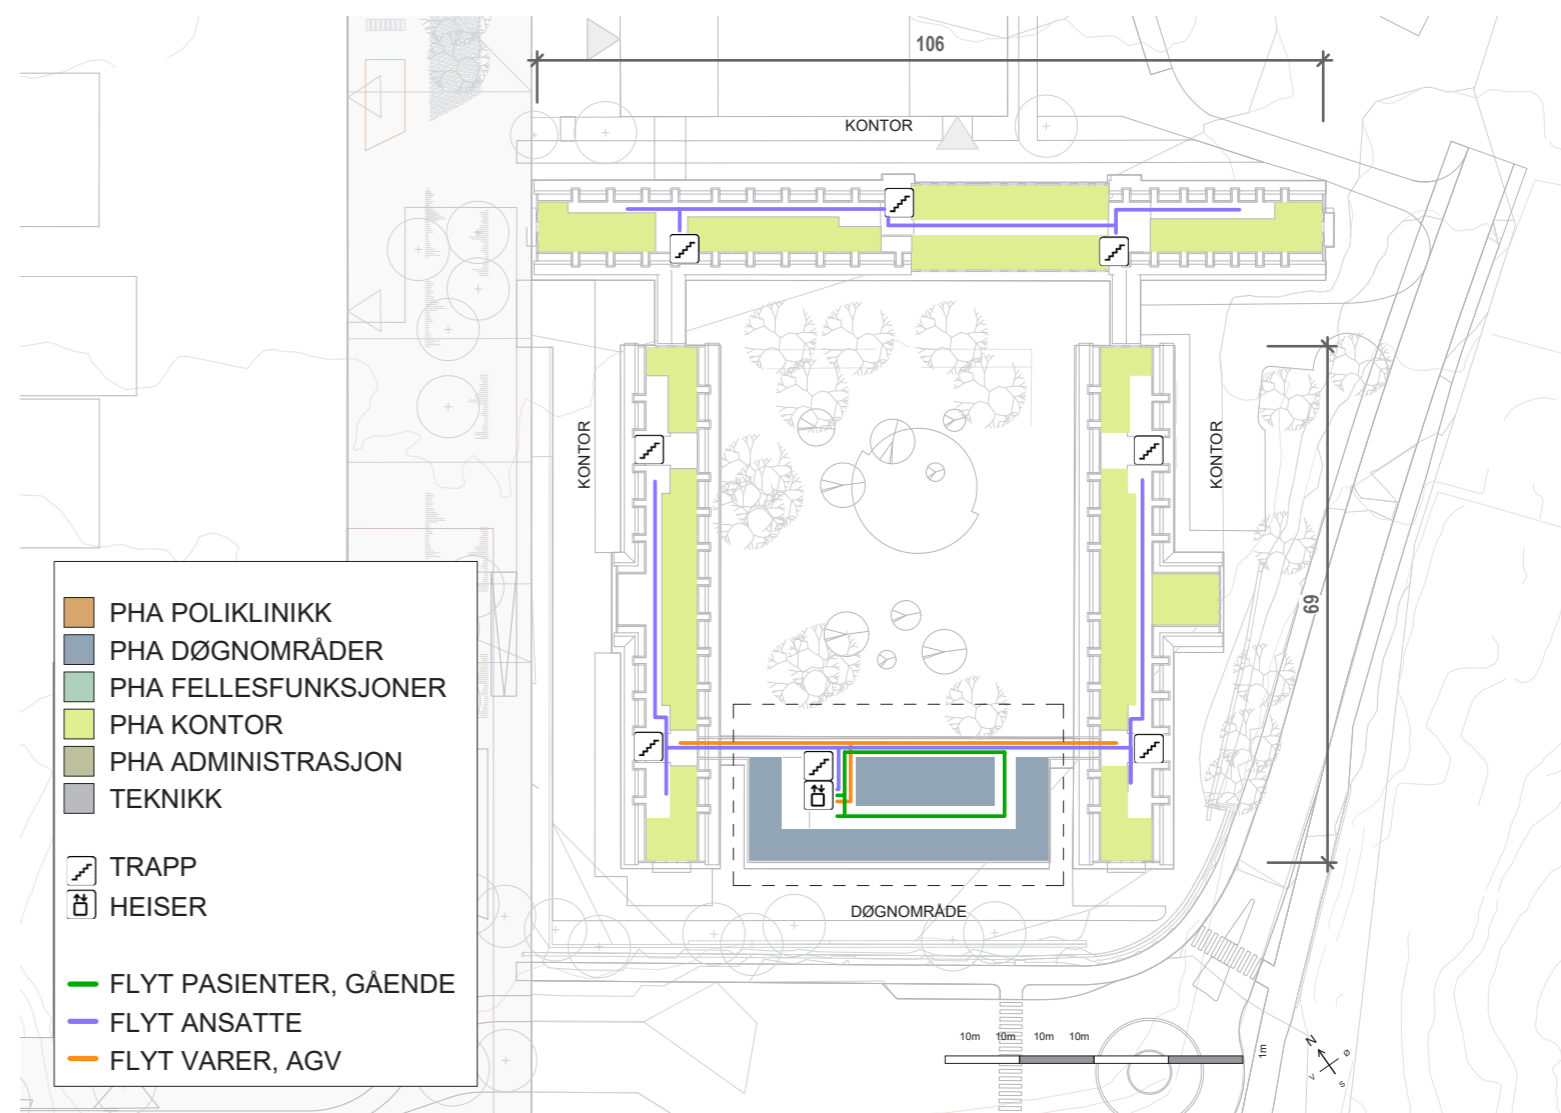 106
KONTOR
KONTOR
KONTOR
69
PHA POLIKLINIKK
PHA DØGNOMRÅDER
PHA FELLESFUNKSJONER
PHA KONTOR
PHA ADMINISTRASJON
TEKNIKK
TRAPP
HEISER
FLYT PASIENTER, GÅENDE
FLYT ANSATTE
FLYT VARER, AGV
DØGNOMRÅDE
10m 10m 10m 10m
1m
N
Ø
V
S